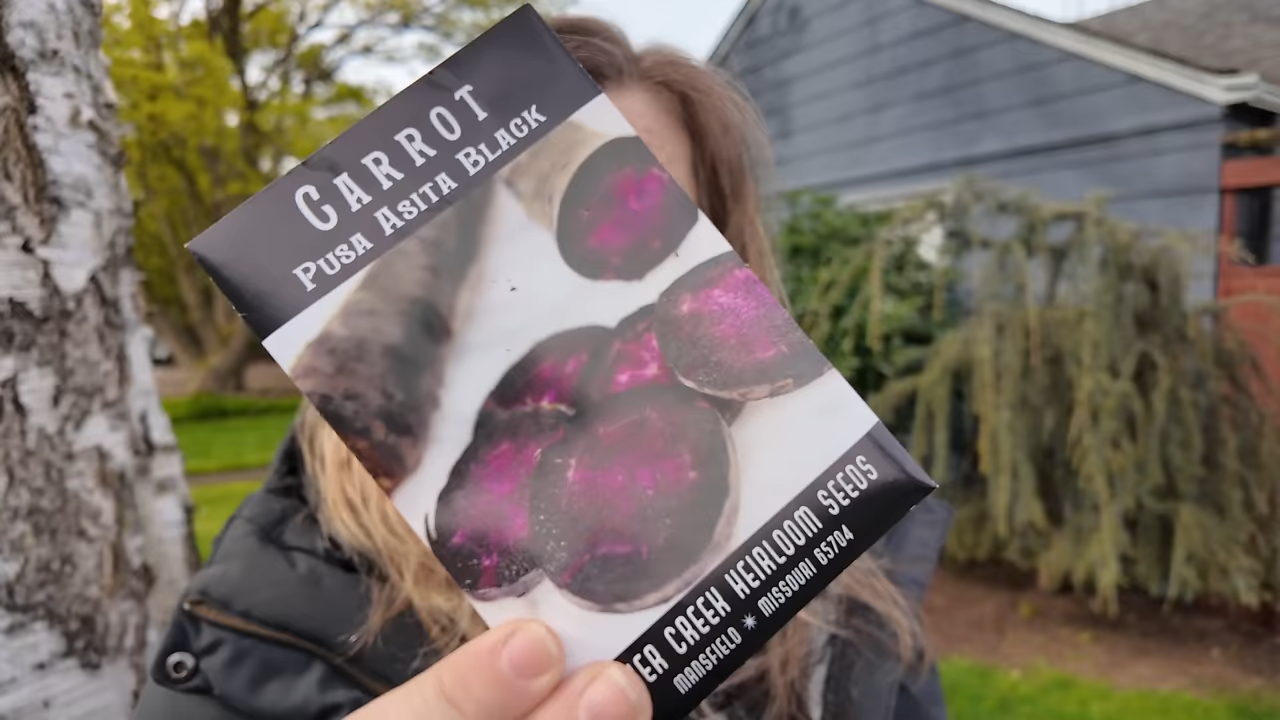 CARROT
PUSA ASITA BLACK
ER CREEK HEIRLOOM SEEDS
MANSFIELD * MISSOURI 65704